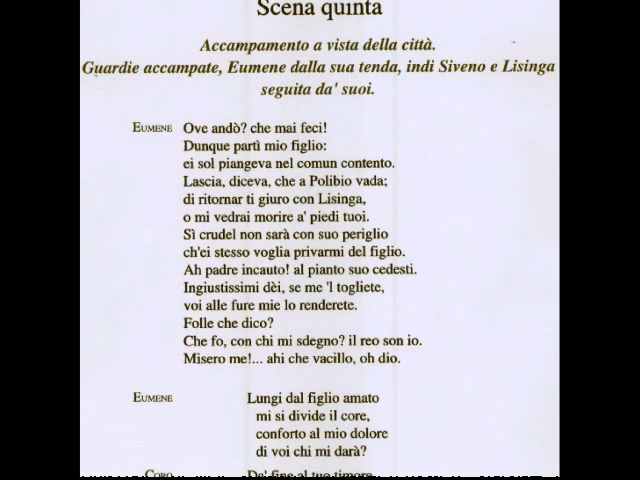 Scena quinta
Accampamento a vista della città.
Guardie accampate, Eumene dalla sua tenda, indi Siveno e Lisinga
seguita da' suoi.
EUMENE Ove andò? che mai feci!
Dunque partì mio figlio:
ei sol piangeva nel comun contento.
Lascia, diceva, che a Polibio vada;
di ritornar ti giuro con Lisinga,
o mi vedrai morire a' piedi tuoi.
Sì crudel non sarà con suo periglio
ch'ei stesso voglia privarmi del figlio.
Ah padre incauto! al pianto suo cedesti.
Ingiustissimi dèi, se me 'l togliete,
voi alle fure mie lo renderete.
Folle che dico?
Che fo, con chi mi sdegno? il reo son io.
Misero me!... ahi che vacillo, oh dio.
EUMENE Lungi dal figlio amato
mi si divide il core,
conforto al mio dolore
di voi chi mi darà?
CORO De' fine al tuo timore